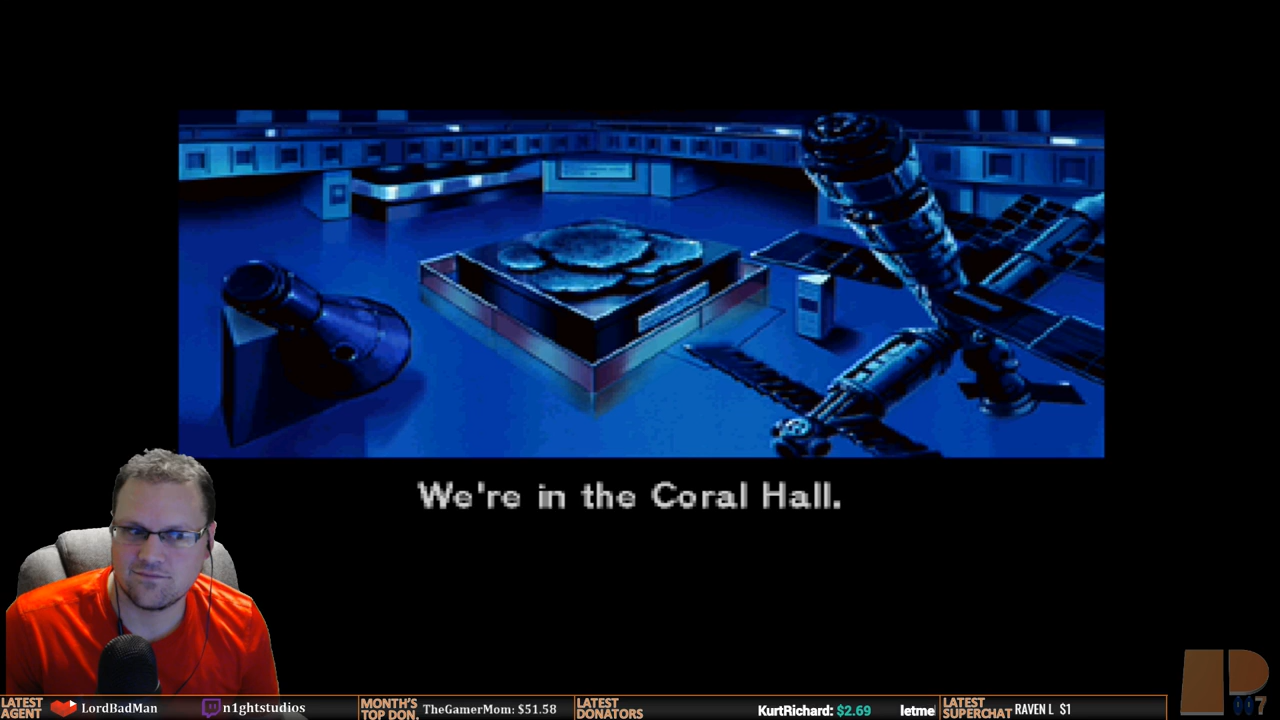 We're in the Coral Hall.
LATEST AGENT
LordBadMan
n1ghtstudios
MONTH'S TOP DON.
TheGamerMom: $51.58
LATEST DONATORS
KurtRichard: $2.69
letme
LATEST SUPERCHAT
RAVEN L $1
P
007